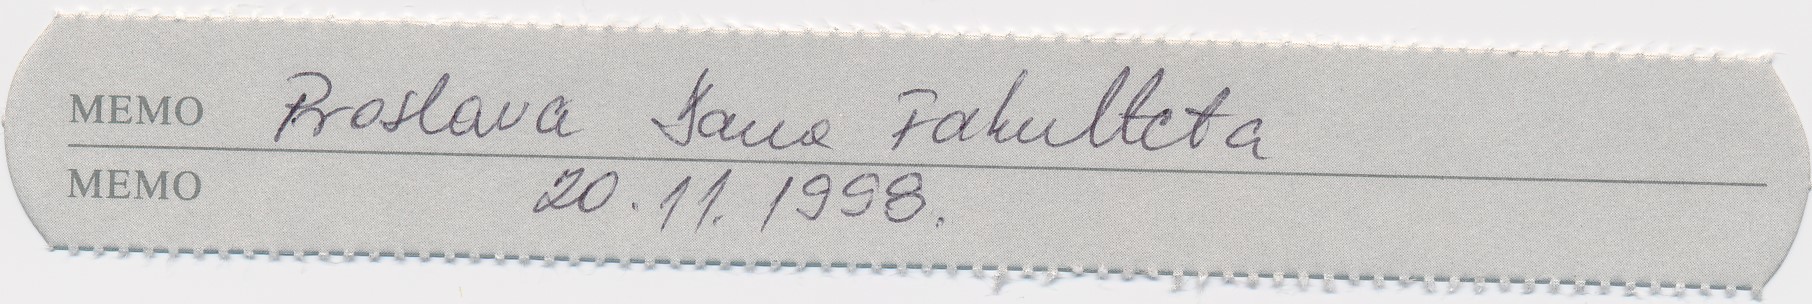 MEMO Proslava Dana Fakulteta
MEMO 20.11.1998.